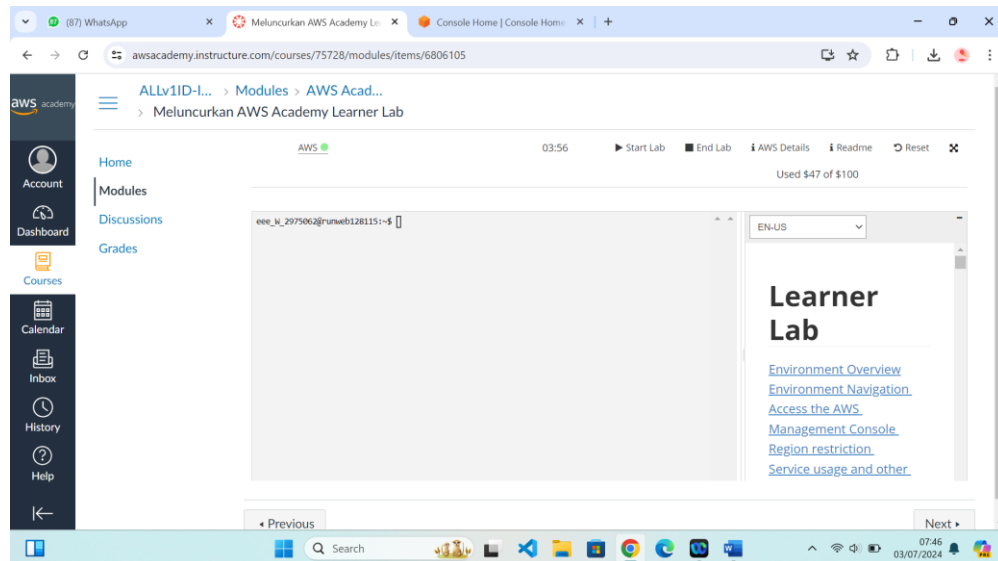 (87) WhatsApp
Meluncurkan AWS Academy Le
Console Home | Console Home
awsacademy.instructure.com/courses/75728/modules/items/6806105
aws academy
ALLv1ID-I... > Modules > AWS Acad...
> Meluncurkan AWS Academy Learner Lab
Account
Dashboard
Courses
Calendar
Inbox
History
Help
Home
Modules
Discussions
Grades
AWS
03:56
Start Lab
End Lab
AWS Details
Readme
Reset
Used $47 of $100
eee_W_2975062@runweb128115:~$
EN-US
Learner
Lab
Environment Overview
Environment Navigation
Access the AWS
Management Console
Region restriction
Service usage and other
Previous
Next
Search
07:46
03/07/2024